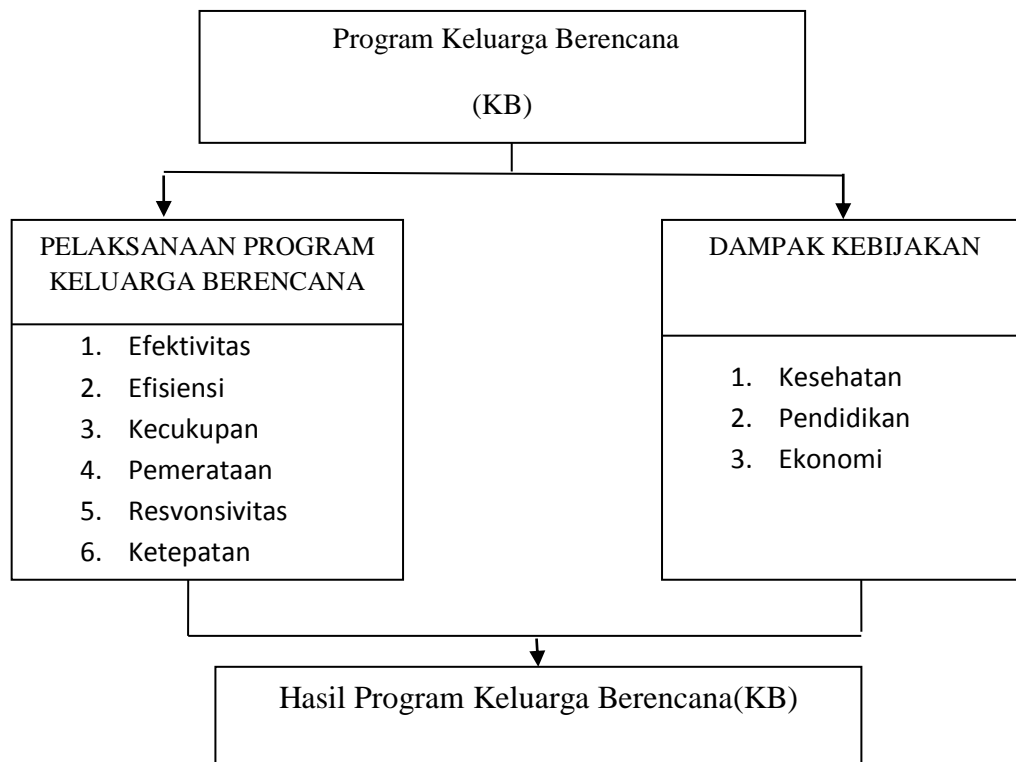 Program Keluarga Berencana
(KB)
PELAKSANAAN PROGRAM
KELUARGA BERENCANA
1. Efektivitas
2. Efisiensi
3. Kecukupan
4. Pemerataan
5. Resvonsivitas
6. Ketepatan
DAMPAK KEBIJAKAN
1. Kesehatan
2. Pendidikan
3. Ekonomi
Hasil Program Keluarga Berencana(KB)